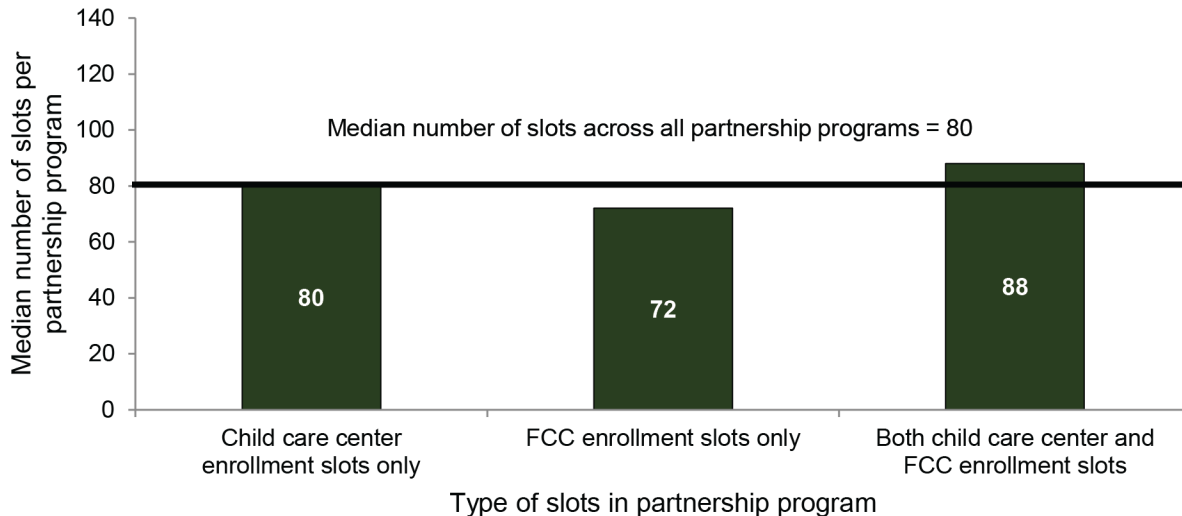 Median number of slots per
partnership program
140
120
100
80
60
40
20
0
Median number of slots across all partnership programs = 80
80
72
88
Child care center
enrollment slots only
FCC enrollment slots only
Both child care center and
FCC enrollment slots
Type of slots in partnership program